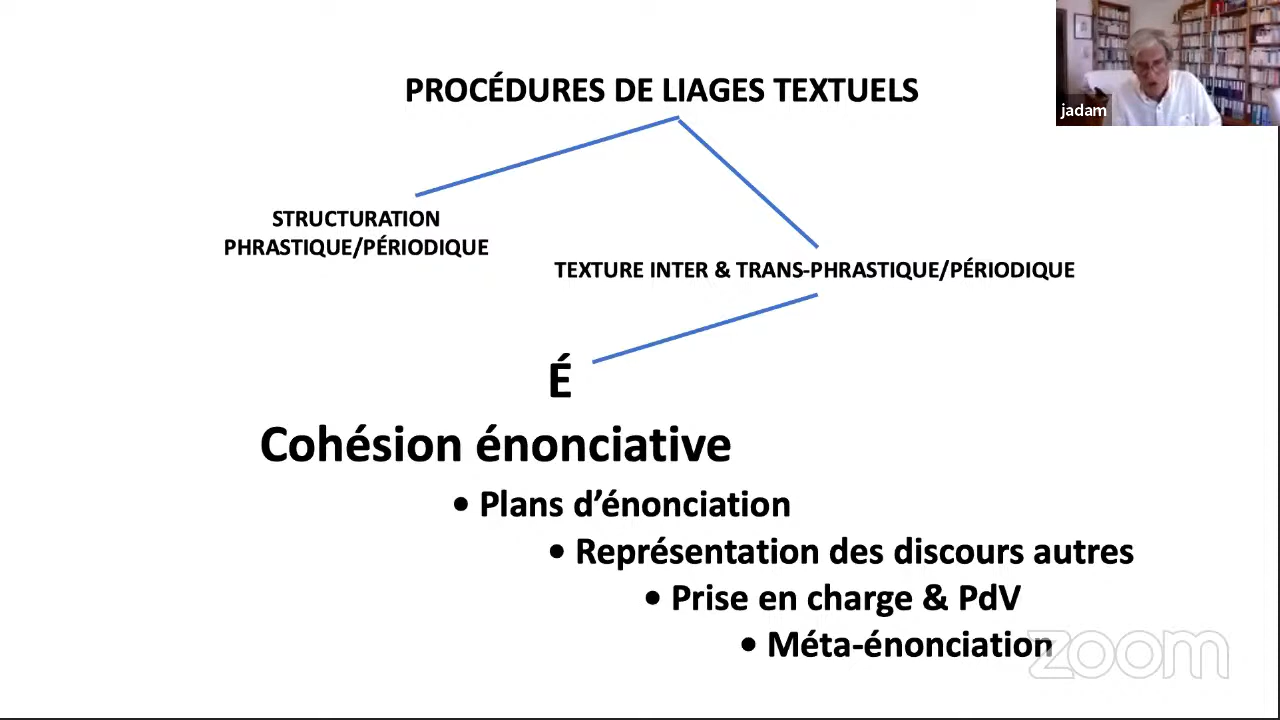 PROCÉDURES DE LIAGES TEXTUELS
jadam
STRUCTURATION
PHRASTIQUE/PÉRIODIQUE
TEXTURE INTER & TRANS-PHRASTIQUE/PÉRIODIQUE
É
Cohésion énonciative
• Plans d’énonciation
• Représentation des discours autres
• Prise en charge & PdV
• Méta-énonciation
zoom